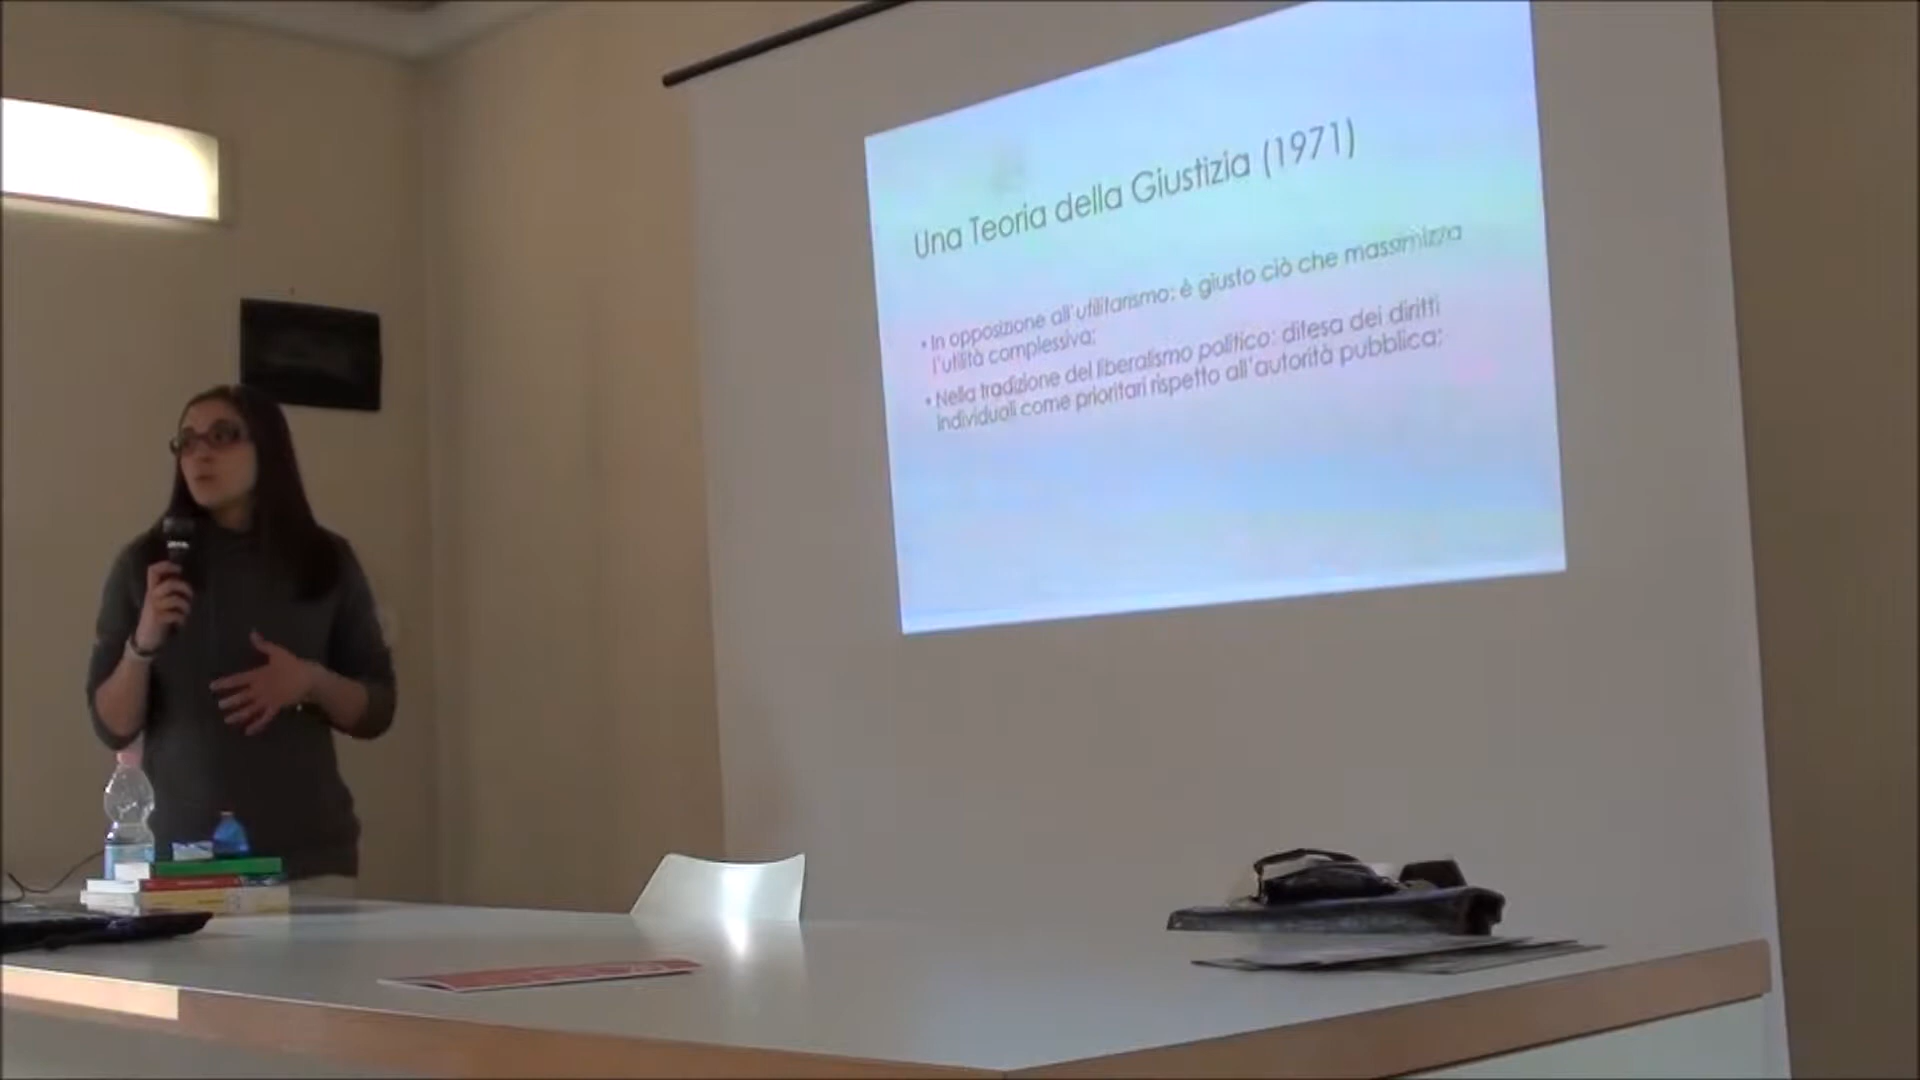 Una Teoria della Giustizia (1971)
• In opposizione all'utilitarismo: è giusto ciò che massimizza
l'utilità complessiva;
• Nella tradizione del liberalismo politico: difesa dei diritti
individuali come prioritari rispetto all'autorità pubblica;